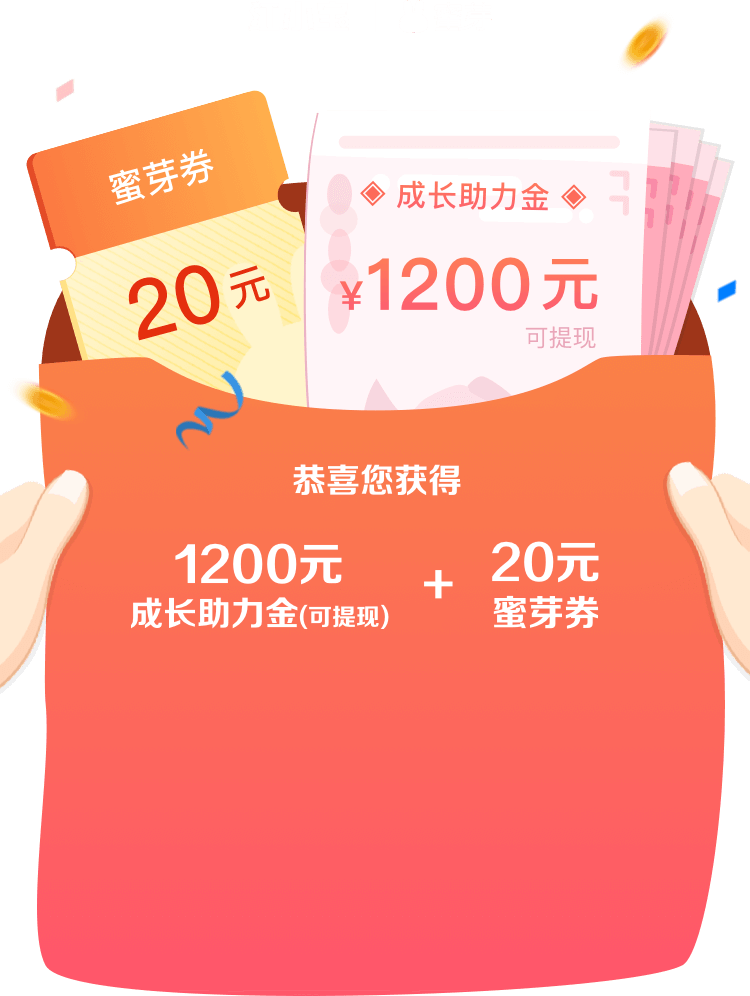 蜜芽券
20元
成长助力金
¥1200元
可提现
恭喜您获得
1200元
成长助力金(可提现)
+
20元
蜜芽券